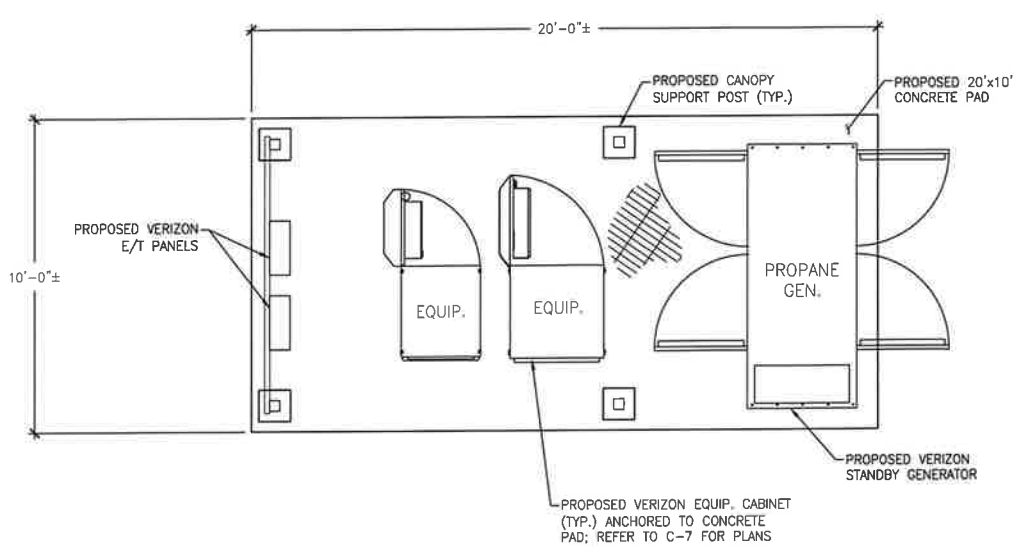 20'-0"±
PROPOSED CANOPY
SUPPORT POST (TYP.)
PROPOSED 20'x10'
CONCRETE PAD
PROPOSED VERIZON
E/T PANELS
10'-0"±
EQUIP.
EQUIP.
PROPANE
GEN.
PROPOSED VERIZON
STANDBY GENERATOR
PROPOSED VERIZON EQUIP. CABINET
(TYP.) ANCHORED TO CONCRETE
PAD; REFER TO C-7 FOR PLANS